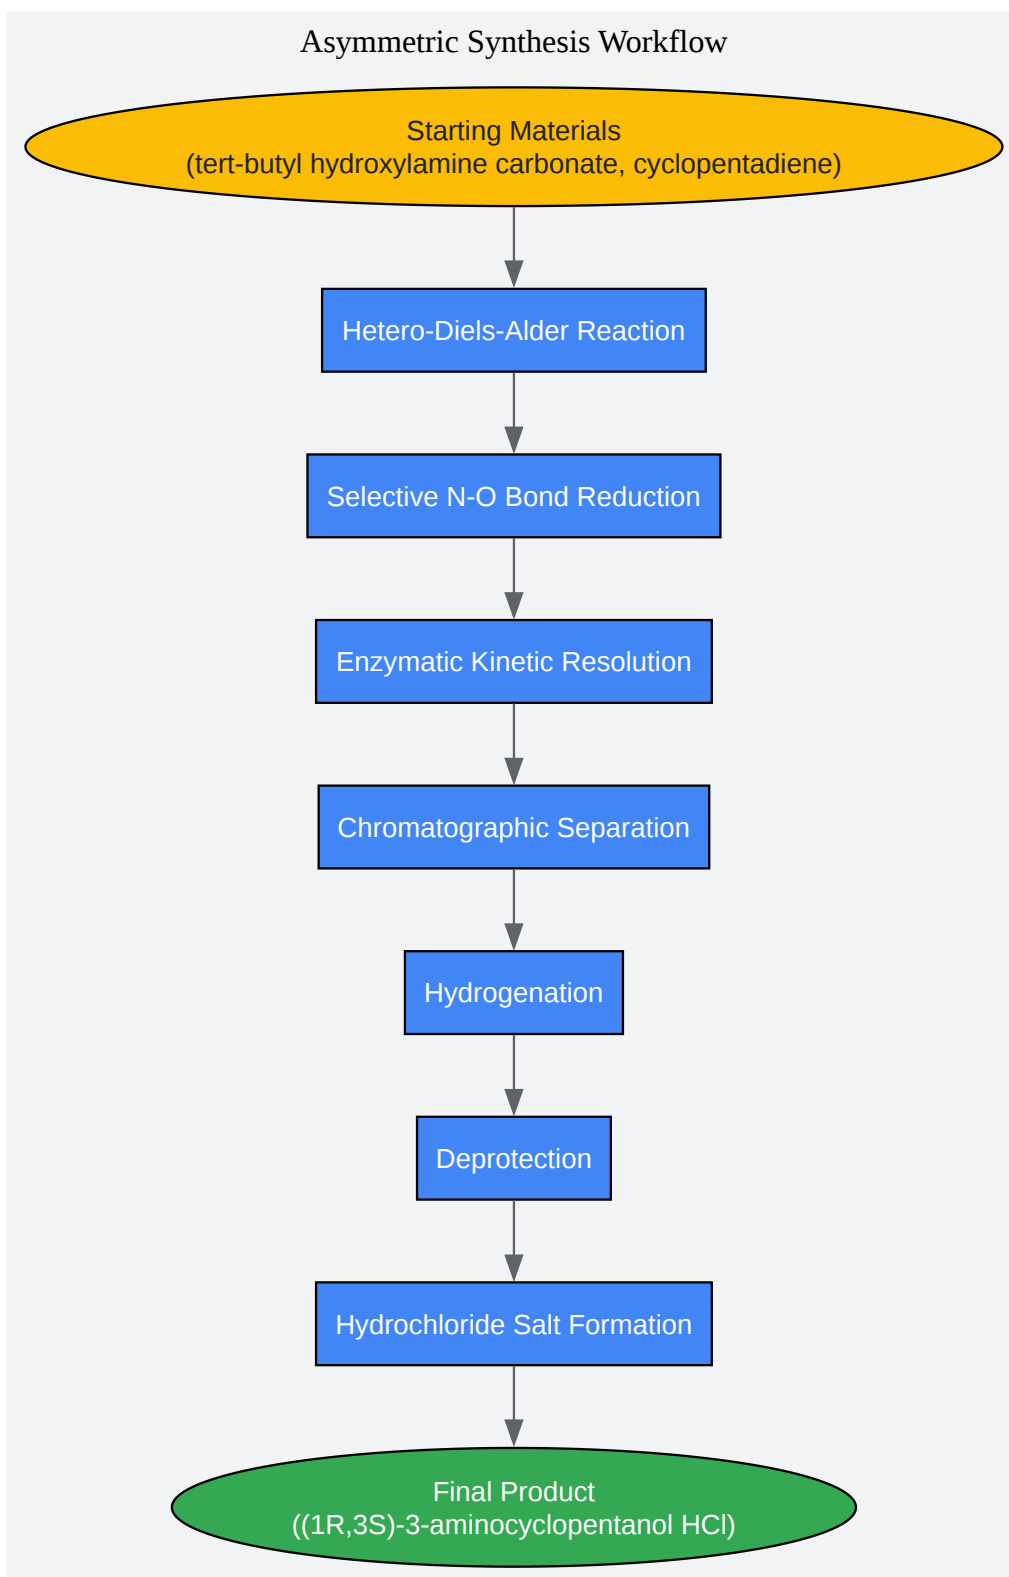 Asymmetric Synthesis Workflow
Starting Materials
(tert-butyl hydroxylamine carbonate, cyclopentadiene)
Hetero-Diels-Alder Reaction
Selective N-O Bond Reduction
Enzymatic Kinetic Resolution
Chromatographic Separation
Hydrogenation
Deprotection
Hydrochloride Salt Formation
Final Product
((1R,3S)-3-aminocyclopentanol HCl)